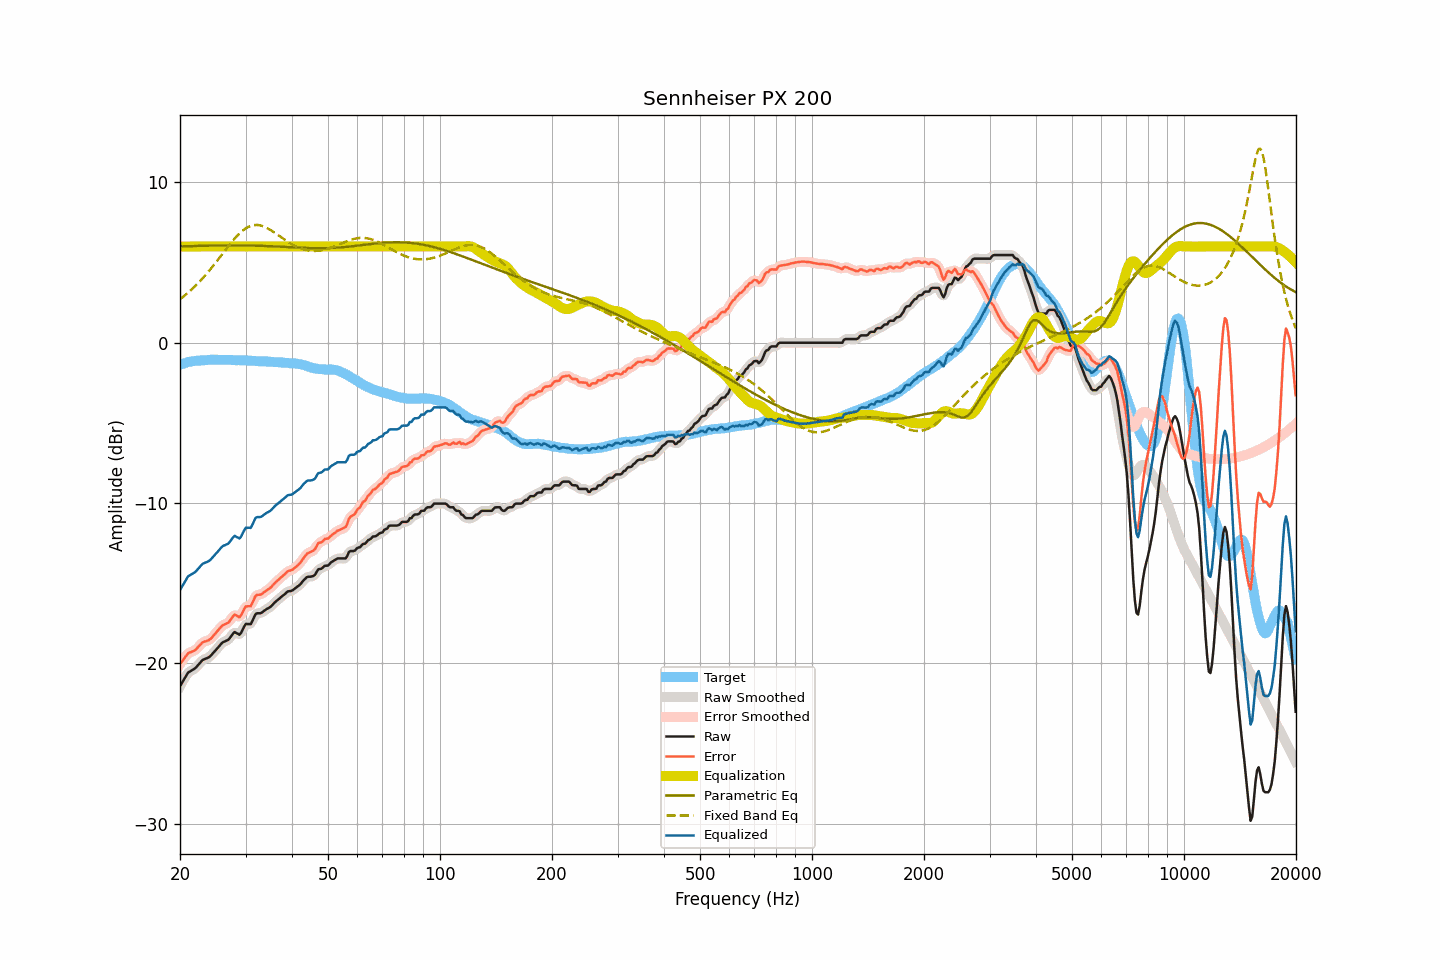 Sennheiser PX 200
10
0
−10
−20
−30
Amplitude (dBr)
Target
Raw Smoothed
Error Smoothed
Raw
Error
Equalization
Parametric Eq
Fixed Band Eq
Equalized
20 50 100 200 500 1000 2000 5000 10000 20000
Frequency (Hz)